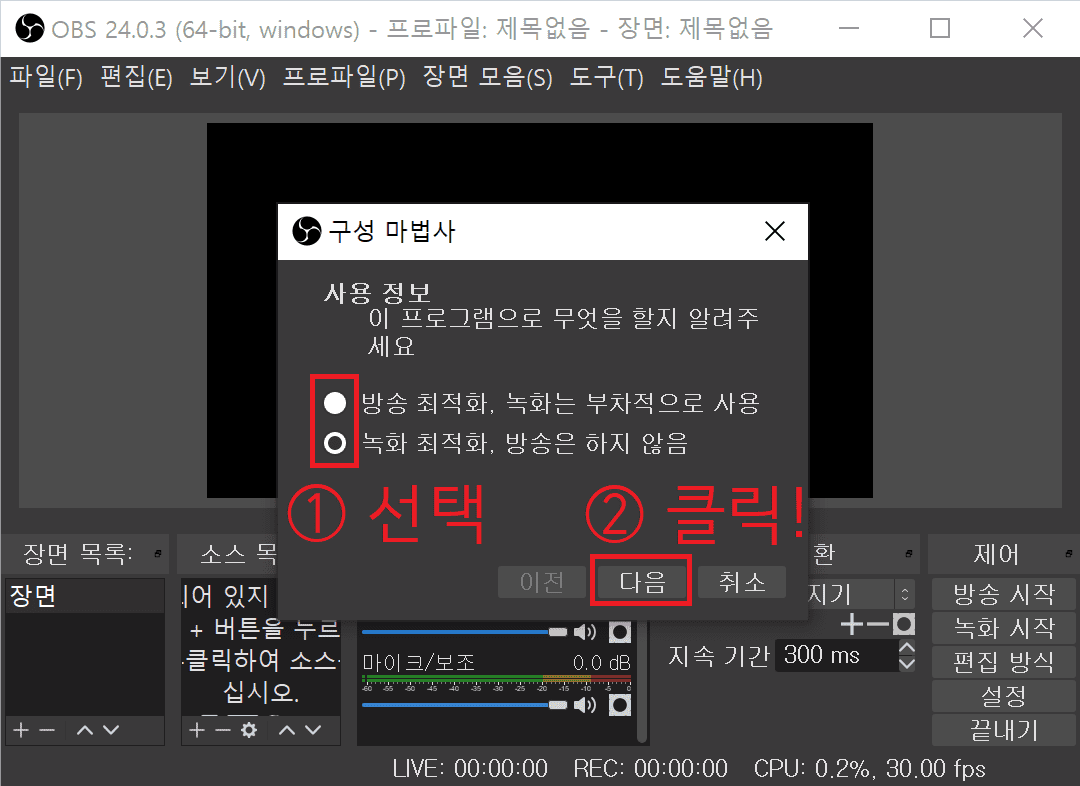 OBS 24.0.3 (64-bit, windows) - 프로파일: 제목없음 - 장면: 제목없음
파일(F) 편집(E) 보기(V) 프로파일(P) 장면 모음(S) 도구(T) 도움말(H)
구성 마법사
사용 정보
이 프로그램으로 무엇을 할지 알려주
세요
방송 최적화, 녹화는 부차적으로 사용
녹화 최적화, 방송은 하지 않음
① 선택
② 클릭!
이전 다음 취소
장면 목록:
장면
소스 목
되어 있지
+ 버튼을 누르
클릭하여 소스
십시오.
마이크/보조 0.0 dB
-60 -55 -50 -45 -40 -35 -30 -25 -20 -15 -10 -5 0
환
지기
지속 기간 300 ms
제어
방송 시작
녹화 시작
편집 방식
설정
끝내기
LIVE: 00:00:00 REC: 00:00:00 CPU: 0.2%, 30.00 fps